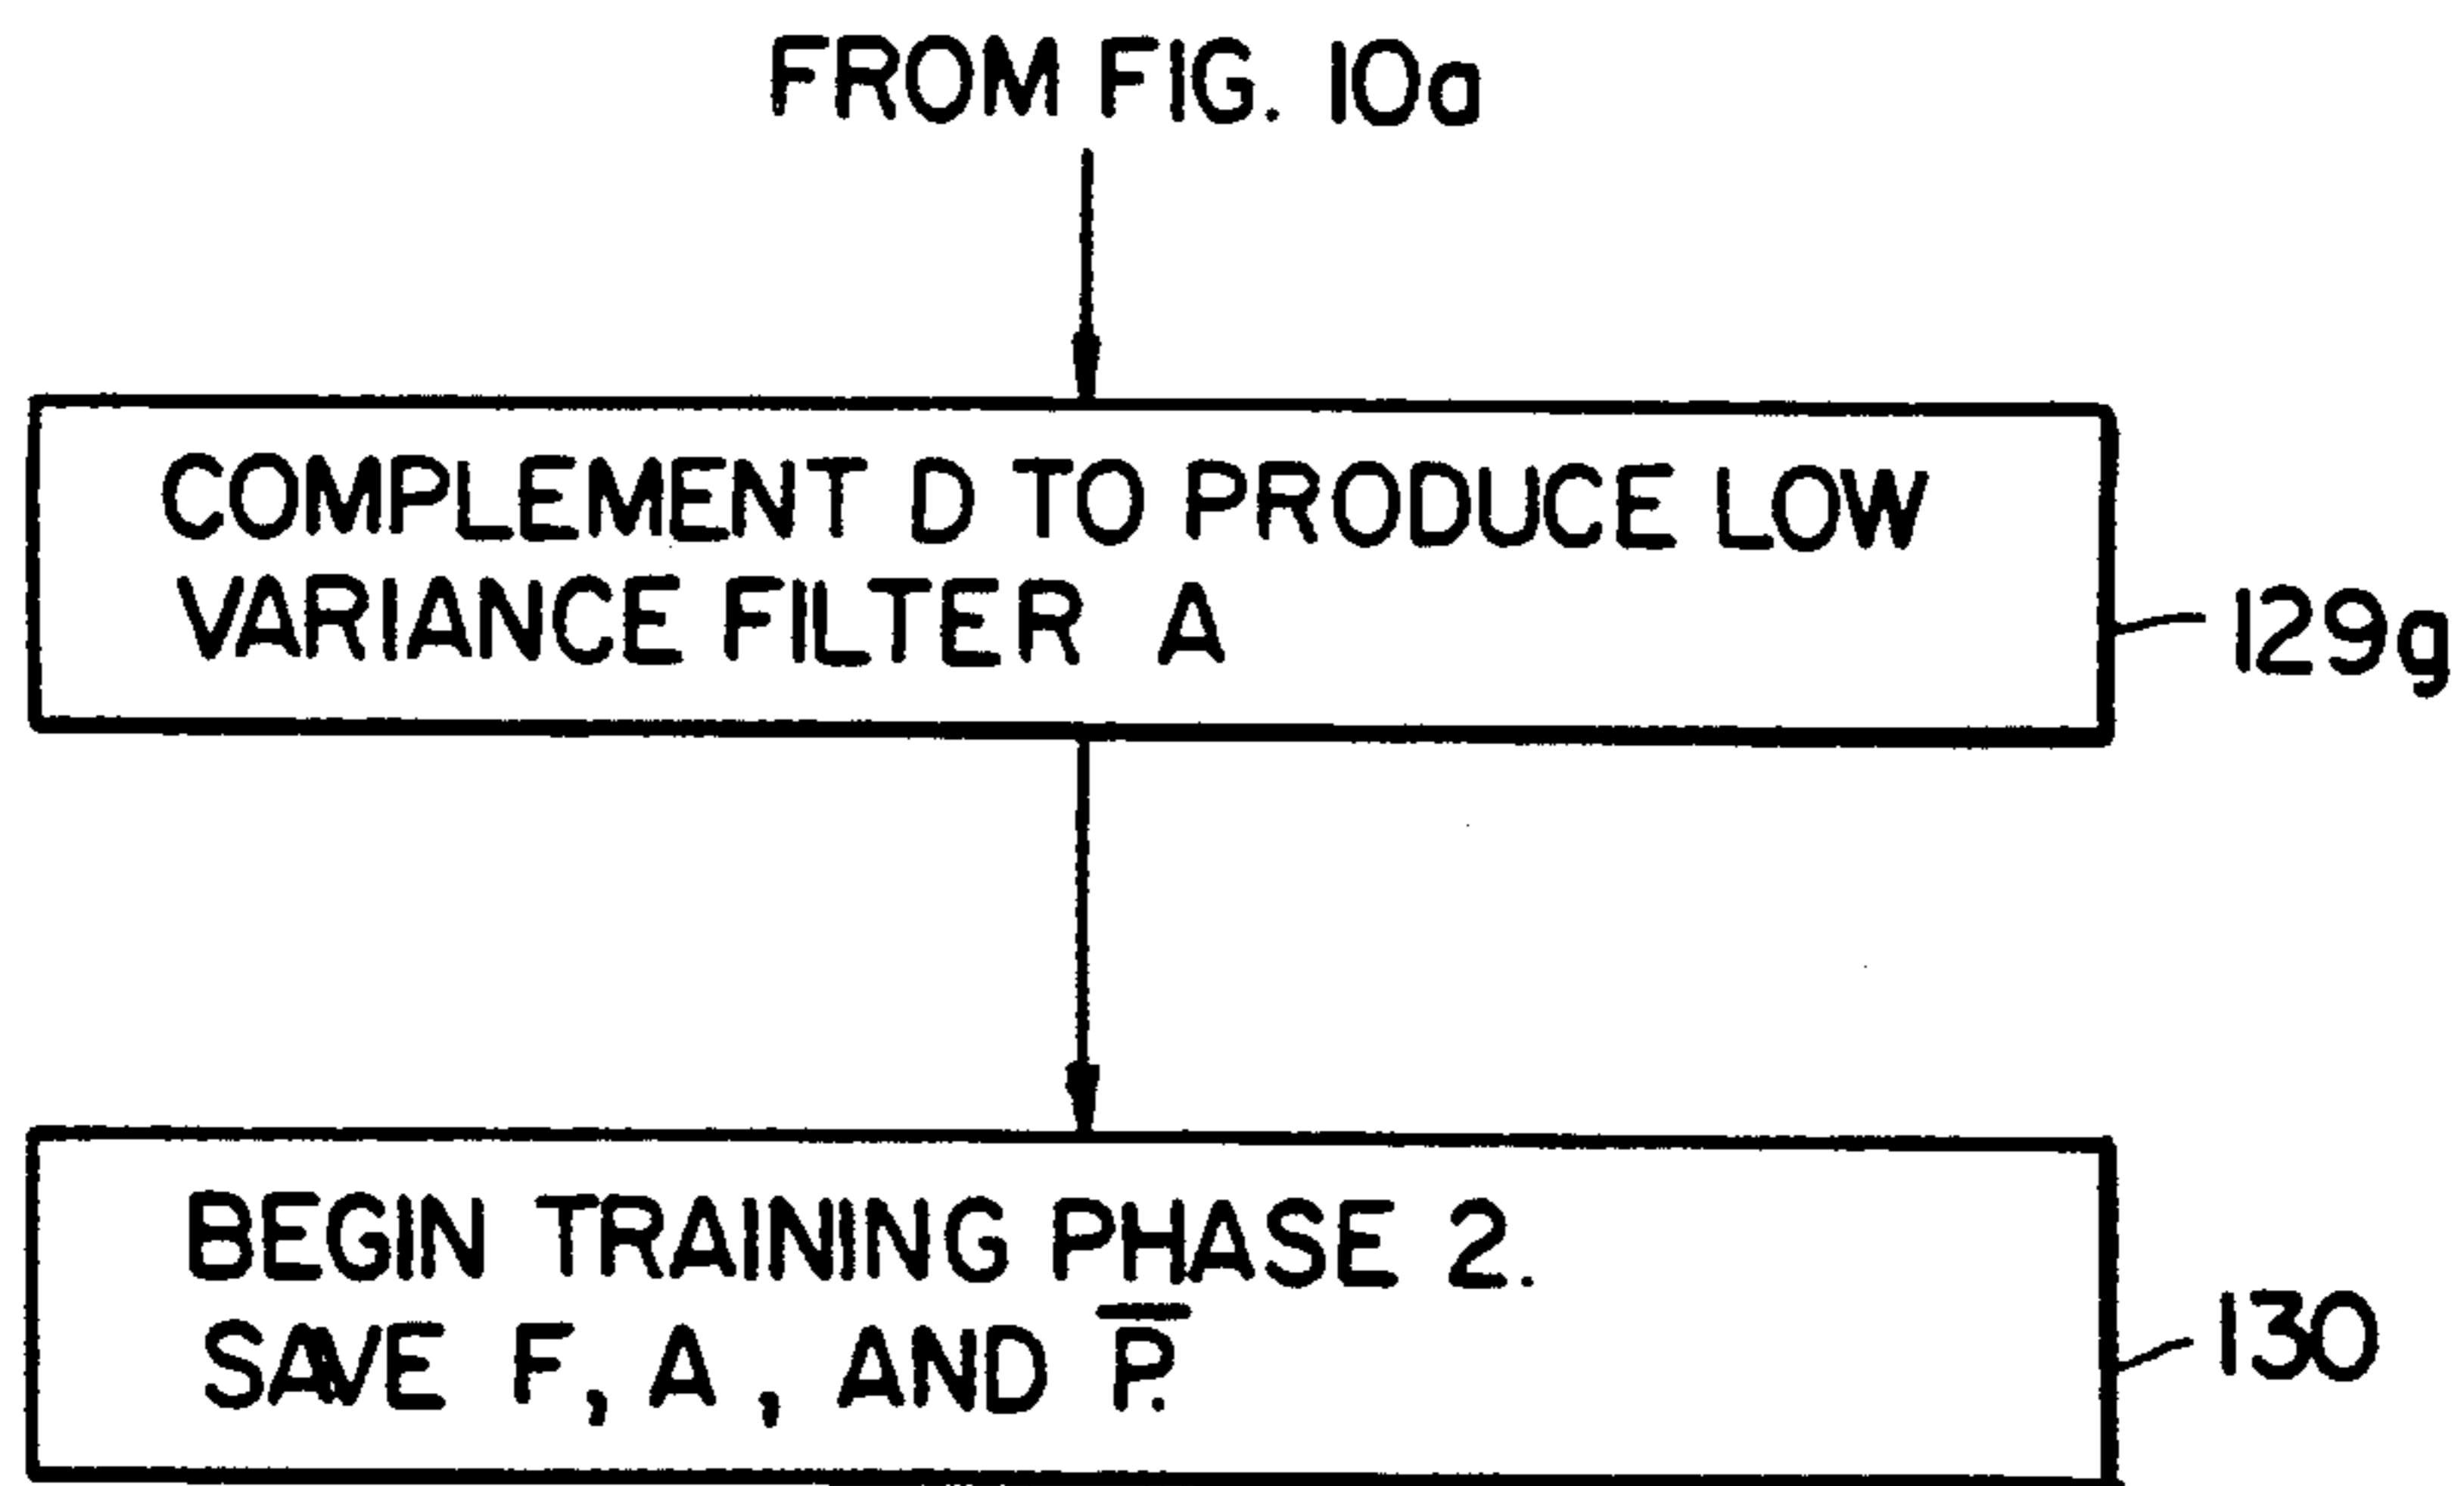 FROM FIG. 10a
COMPLEMENT D TO PRODUCE LOW
VARIANCE FILTER A
129g
BEGIN TRAINING PHASE 2.
SAVE F, A, AND P̅.
130